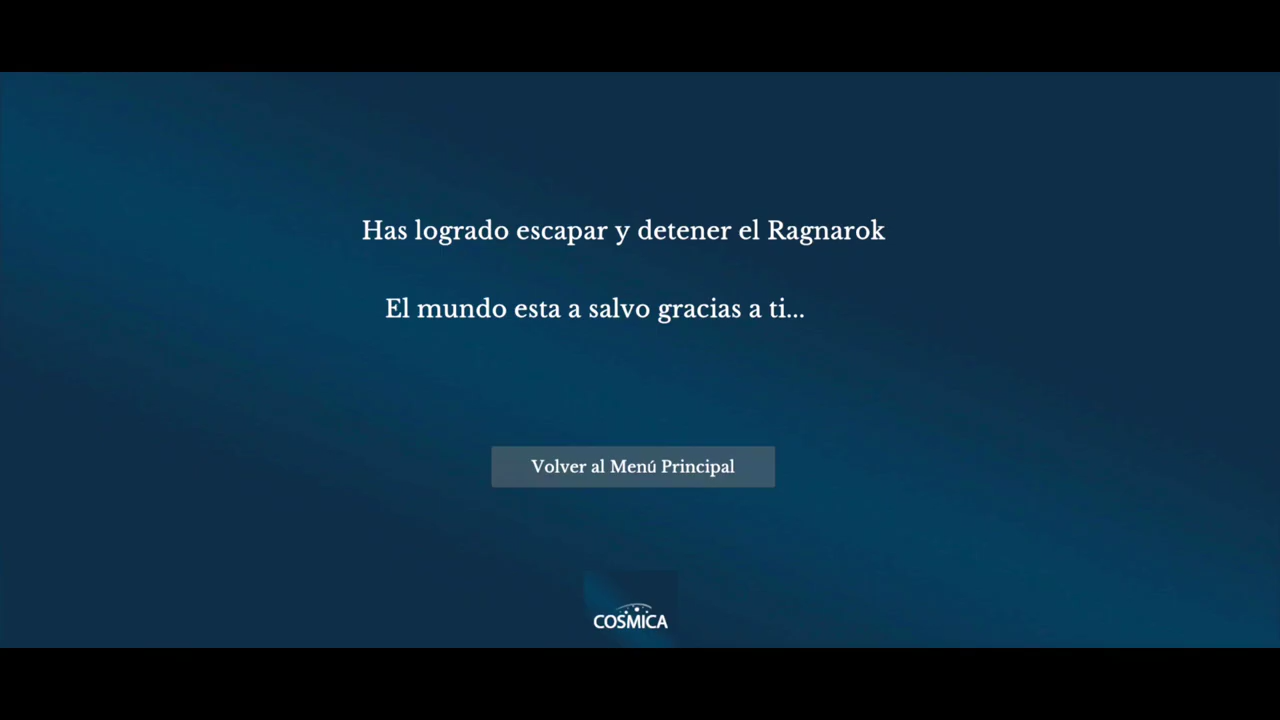 Has logrado escapar y detener el Ragnarok
El mundo esta a salvo gracias a ti...
Volver al Menú Principal
COSMICA